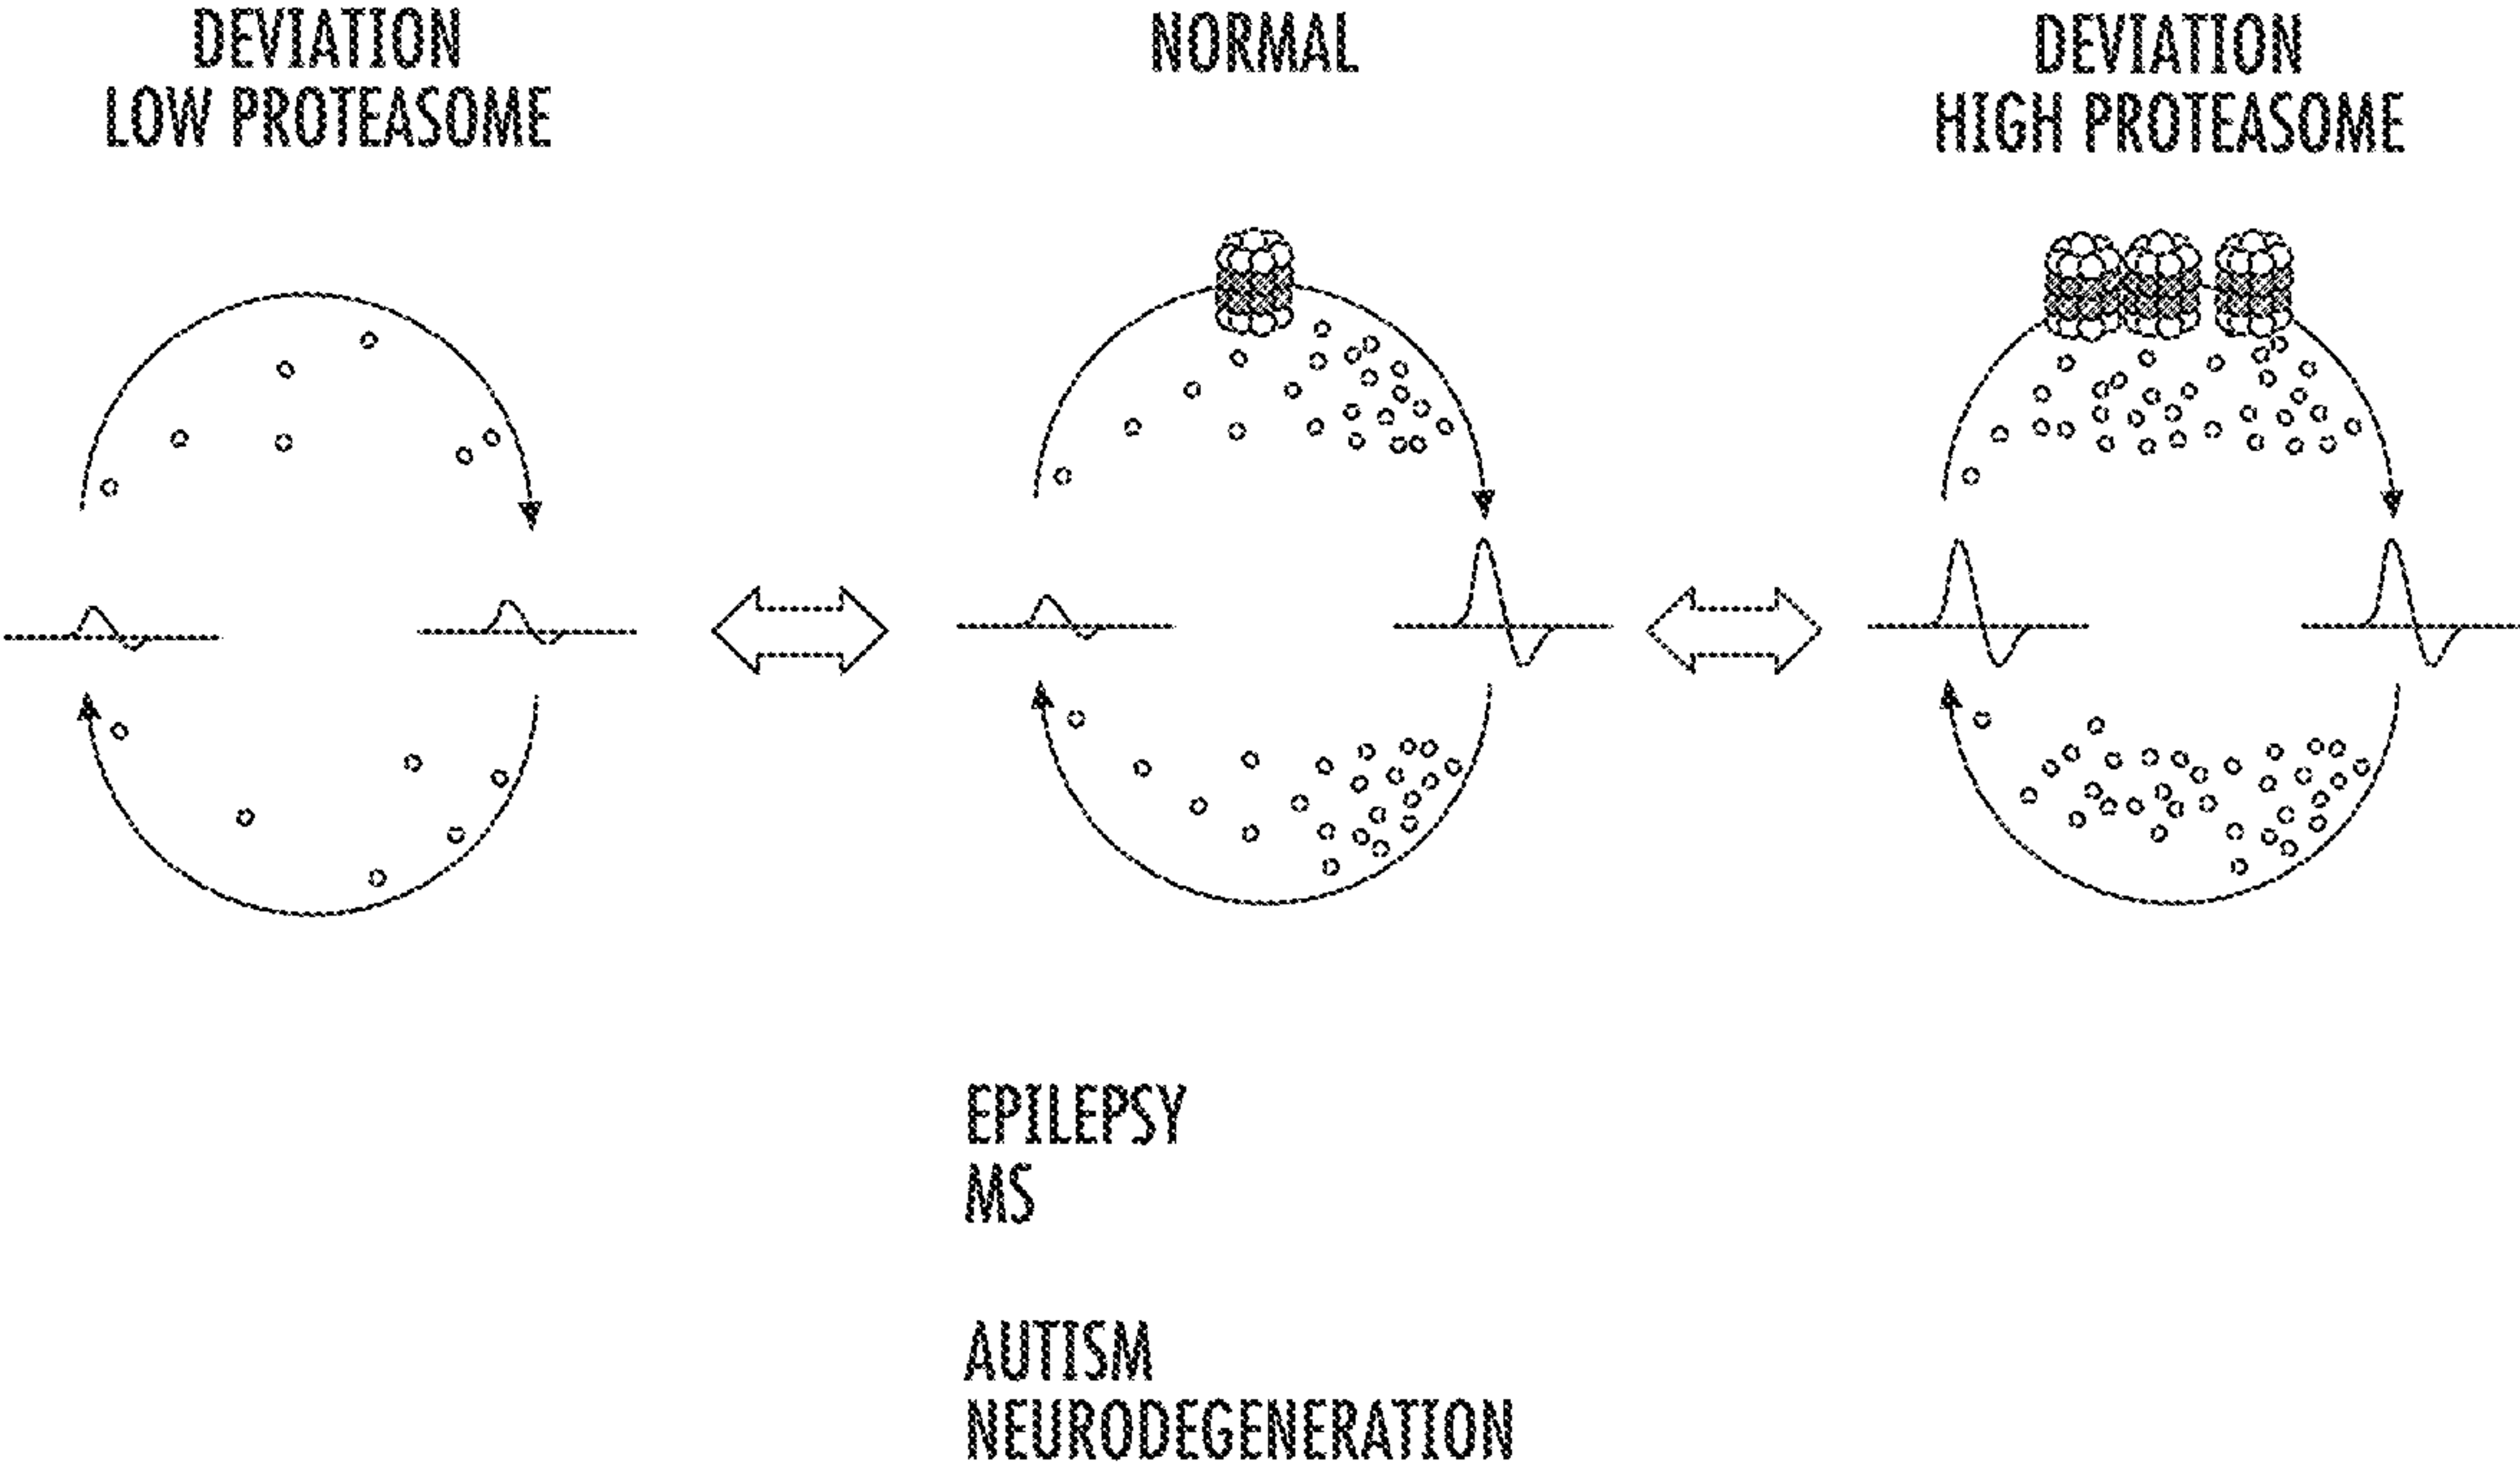 DEVIATION
LOW PROTEASOME
NORMAL
DEVIATION
HIGH PROTEASOME
EPILEPSY
MS
AUTISM
NEURODEGENERATION